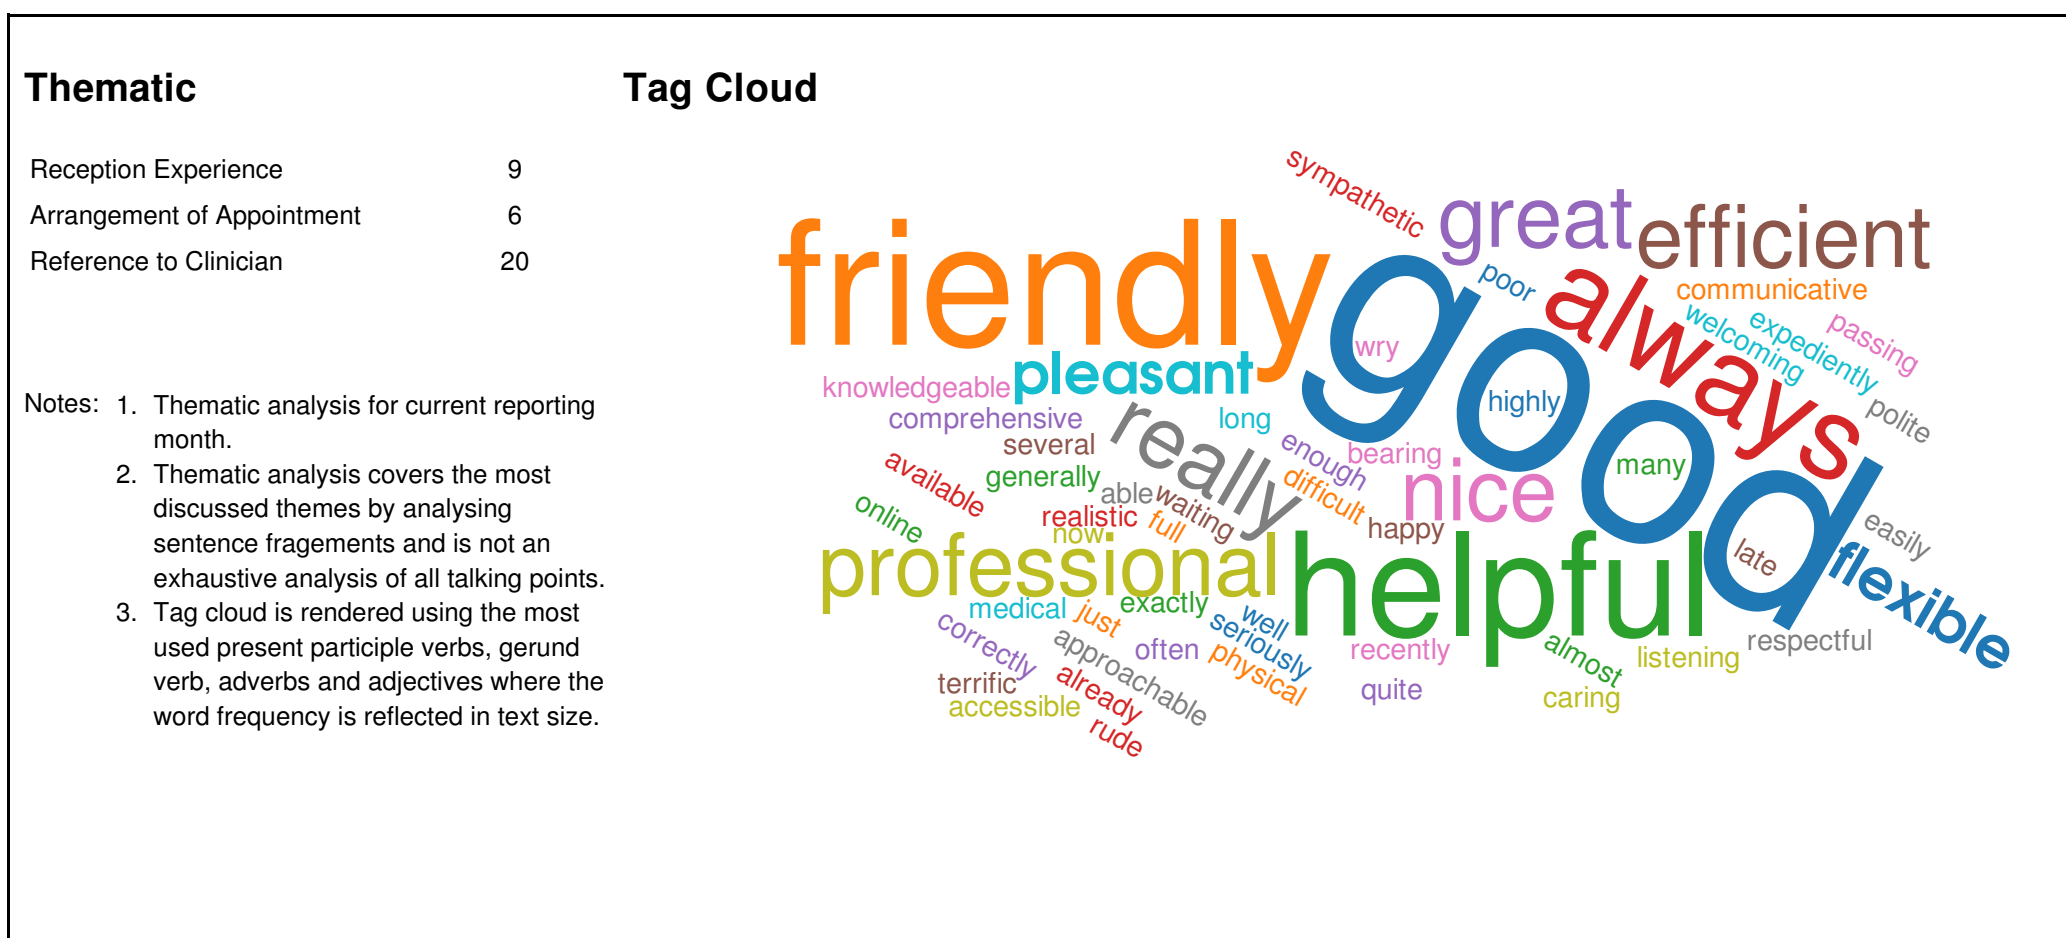 Thematic
Reception Experience 9
Arrangement of Appointment 6
Reference to Clinician 20
Notes: 1. Thematic analysis for current reporting
month.
2. Thematic analysis covers the most
discussed themes by analysing
sentence fragements and is not an
exhaustive analysis of all talking points.
3. Tag cloud is rendered using the most
used present participle verbs, gerund
verb, adverbs and adjectives where the
word frequency is reflected in text size.
Tag Cloud
sympathetic
great
efficient
friendly
good
poor
always
communicative
welcoming
expediently
passing
polite
wry
pleasant
knowledgeable
highly
comprehensive
long
really
several
enough
bearing
many
available
generally
difficult
nice
able
waiting
online
realistic
full
happy
now
easily
late
professional
helpful
flexible
medical
just
exactly
well
seriously
correctly
approachable
often
physical
recently
almost
listening
respectful
terrific
already
quite
caring
accessible
rude